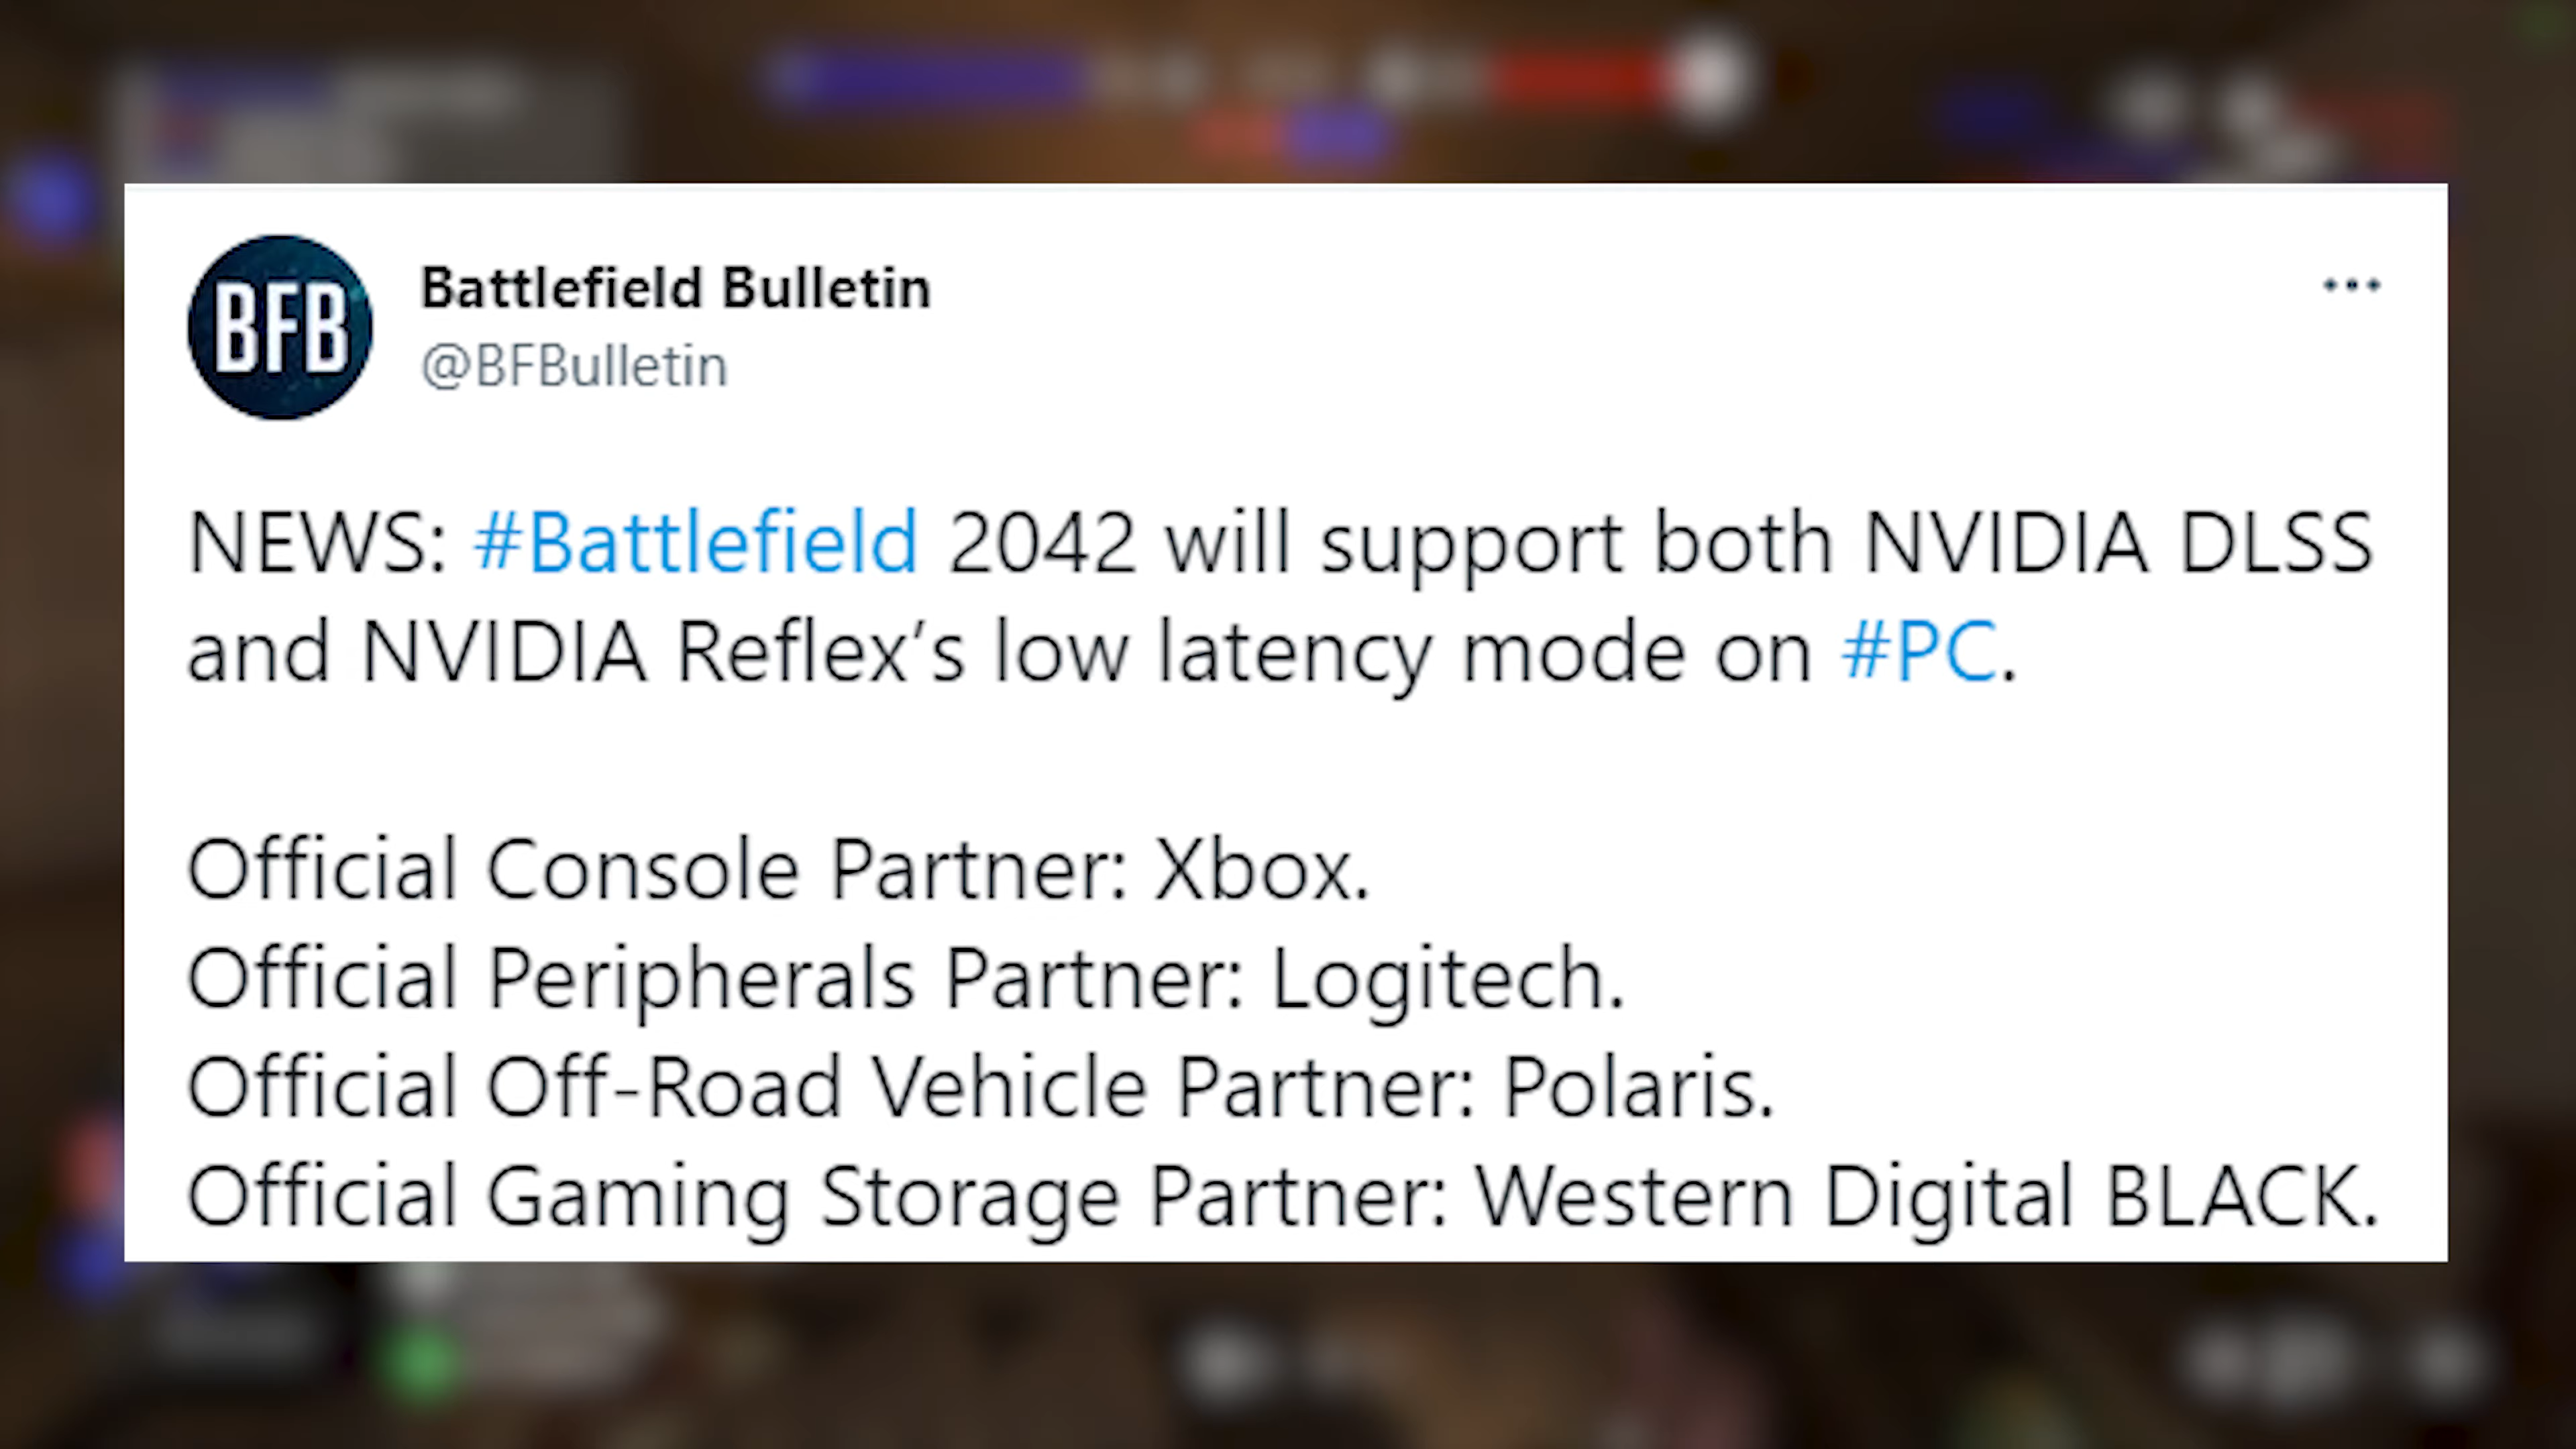 BFB
Battlefield Bulletin
@BFBulletin
NEWS: #Battlefield 2042 will support both NVIDIA DLSS
and NVIDIA Reflex’s low latency mode on #PC.
Official Console Partner: Xbox.
Official Peripherals Partner: Logitech.
Official Off-Road Vehicle Partner: Polaris.
Official Gaming Storage Partner: Western Digital BLACK.